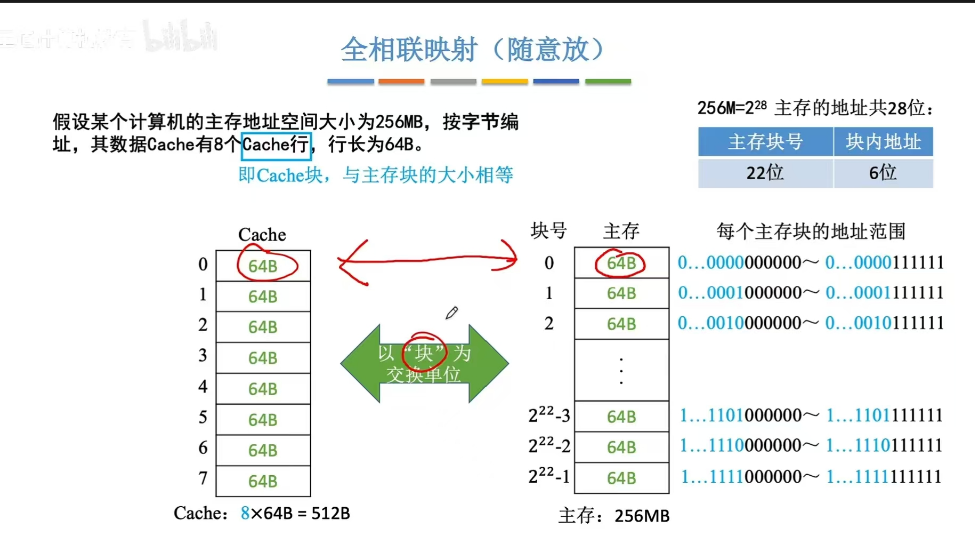 bilibili
全相联映射（随意放）
假设某个计算机的主存地址空间大小为256MB，按字节编
址，其数据Cache有8个Cache行，行长为64B。
即Cache块，与主存块的大小相等
256M=2²⁸ 主存的地址共28位：
主存块号 块内地址
22位 6位
Cache
0 64B
1 64B
2 64B
3 64B
4 64B
5 64B
6 64B
7 64B
Cache：8×64B = 512B
以“块”为
交换单位
块号 主存 每个主存块的地址范围
0 64B 0…0000000000～ 0…0000111111
1 64B 0…0001000000～ 0…0001111111
2 64B 0…0010000000～ 0…0010111111
⋮
2²²-3 64B 1…1101000000～ 1…1101111111
2²²-2 64B 1…1110000000～ 1…1110111111
2²²-1 64B 1…1111000000～ 1…1111111111
主存：256MB